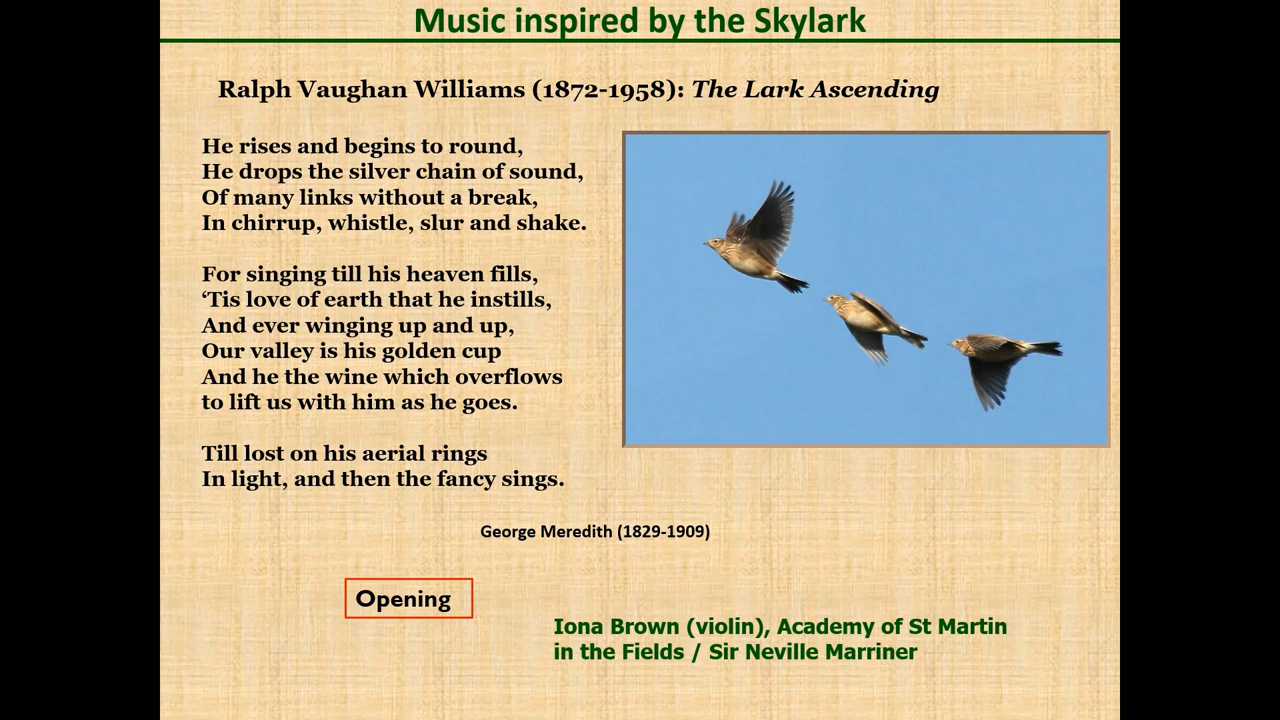 Music inspired by the Skylark
Ralph Vaughan Williams (1872-1958): The Lark Ascending
He rises and begins to round,
He drops the silver chain of sound,
Of many links without a break,
In chirrup, whistle, slur and shake.
For singing till his heaven fills,
‘Tis love of earth that he instills,
And ever winging up and up,
Our valley is his golden cup
And he the wine which overflows
to lift us with him as he goes.
Till lost on his aerial rings
In light, and then the fancy sings.
George Meredith (1829-1909)
Opening
Iona Brown (violin), Academy of St Martin
in the Fields / Sir Neville Marriner